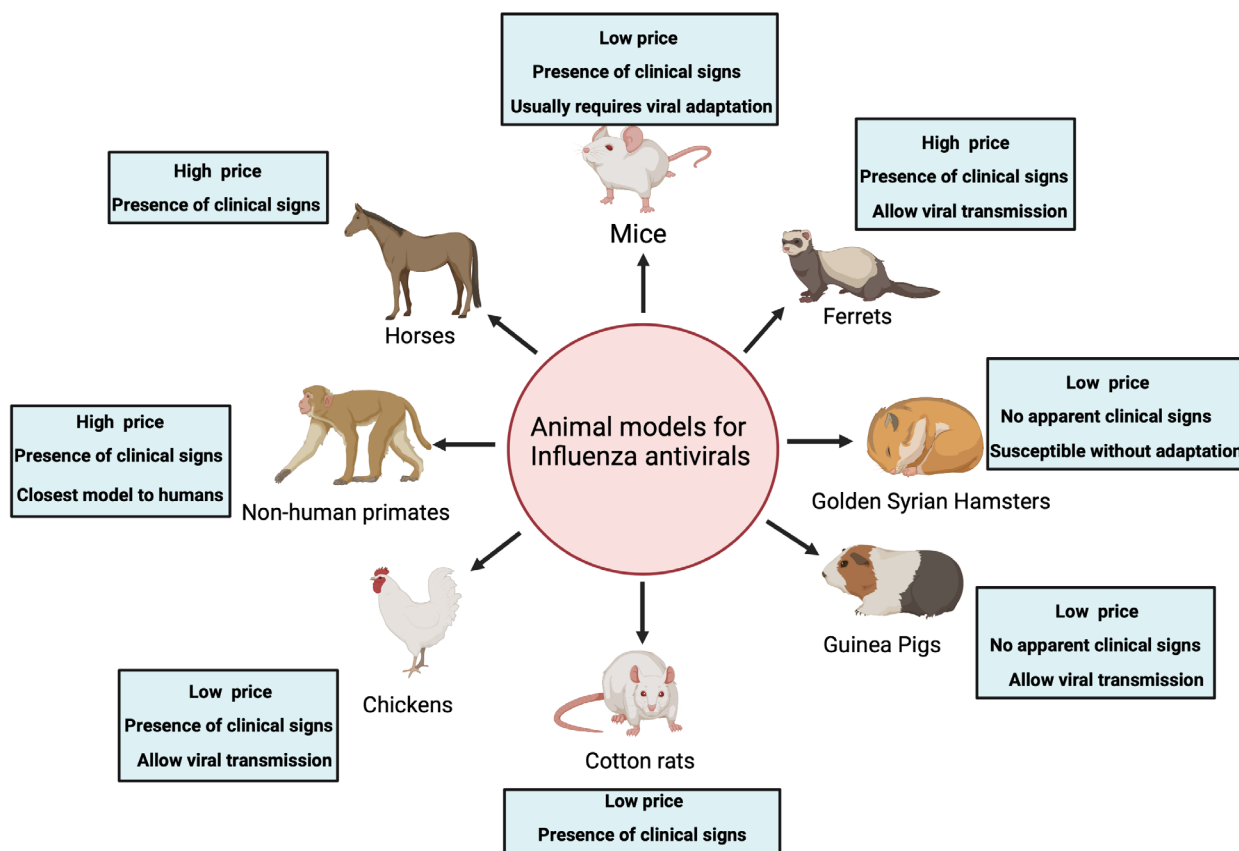 Low price
Presence of clinical signs
Usually requires viral adaptation
Mice
High price
Presence of clinical signs
Allow viral transmission
Ferrets
High price
Presence of clinical signs
Horses
Low price
No apparent clinical signs
Susceptible without adaptation
Golden Syrian Hamsters
Animal models for
Influenza antivirals
High price
Presence of clinical signs
Closest model to humans
Non-human primates
Low price
No apparent clinical signs
Allow viral transmission
Guinea Pigs
Low price
Presence of clinical signs
Allow viral transmission
Chickens
Cotton rats
Low price
Presence of clinical signs